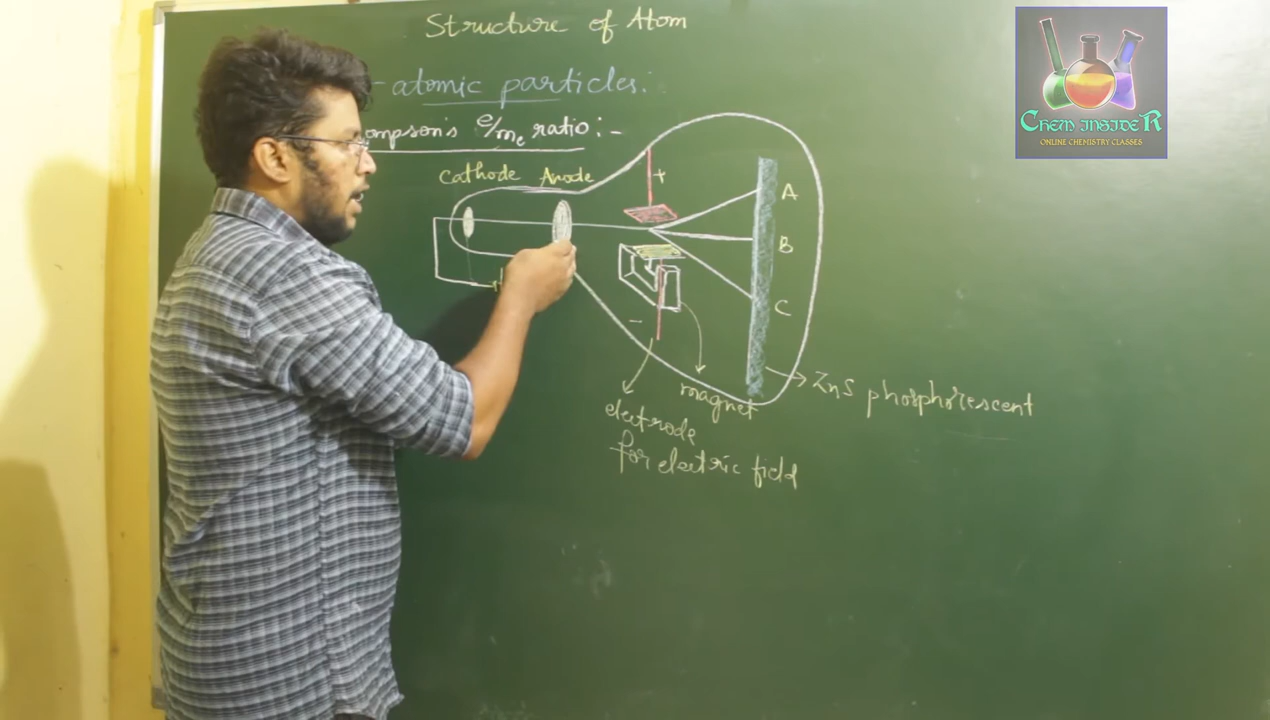 Structure of Atom
-atomic particles:
ompson's e/me ratio:-
Cathode Anode
+
A
B
C
-
magnet
electrode
for electric field
ZnS phosphorescent
CHEM INSIDER
ONLINE CHEMISTRY CLASSES